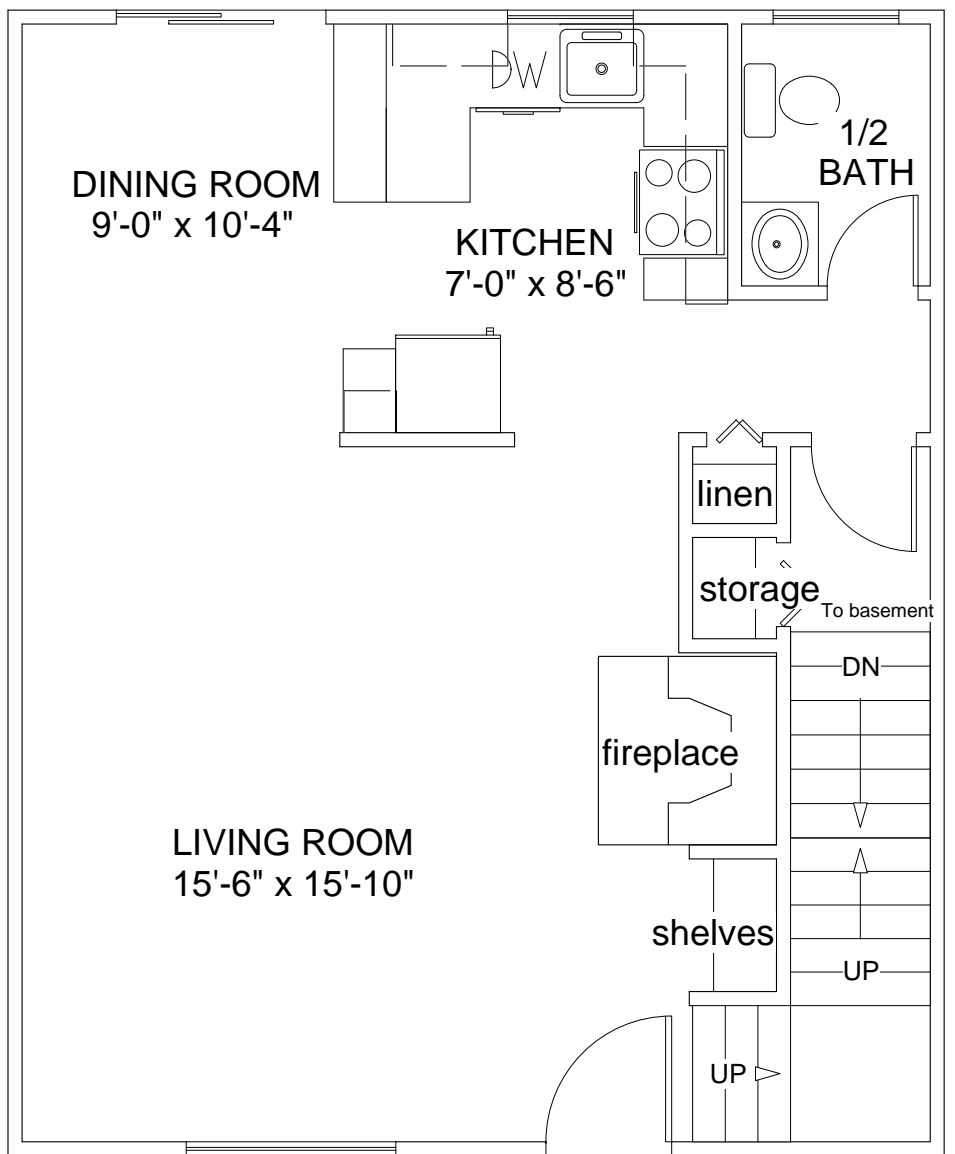 DW
1/2
BATH
DINING ROOM
9'-0" x 10'-4"
KITCHEN
7'-0" x 8'-6"
linen
storage
To basement
DN
fireplace
LIVING ROOM
15'-6" x 15'-10"
shelves
UP
UP